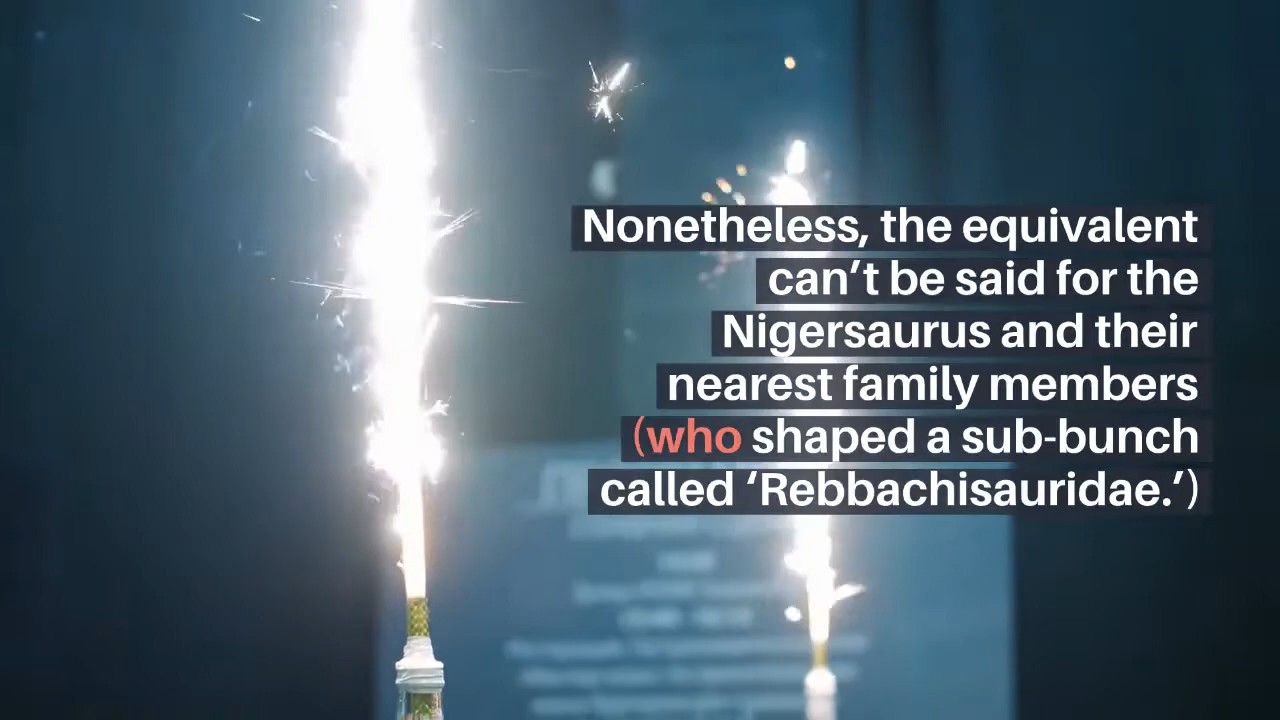 Nonetheless, the equivalent
can’t be said for the
Nigersaurus and their
nearest family members
(who shaped a sub-bunch
called ‘Rebbachisauridae.’)